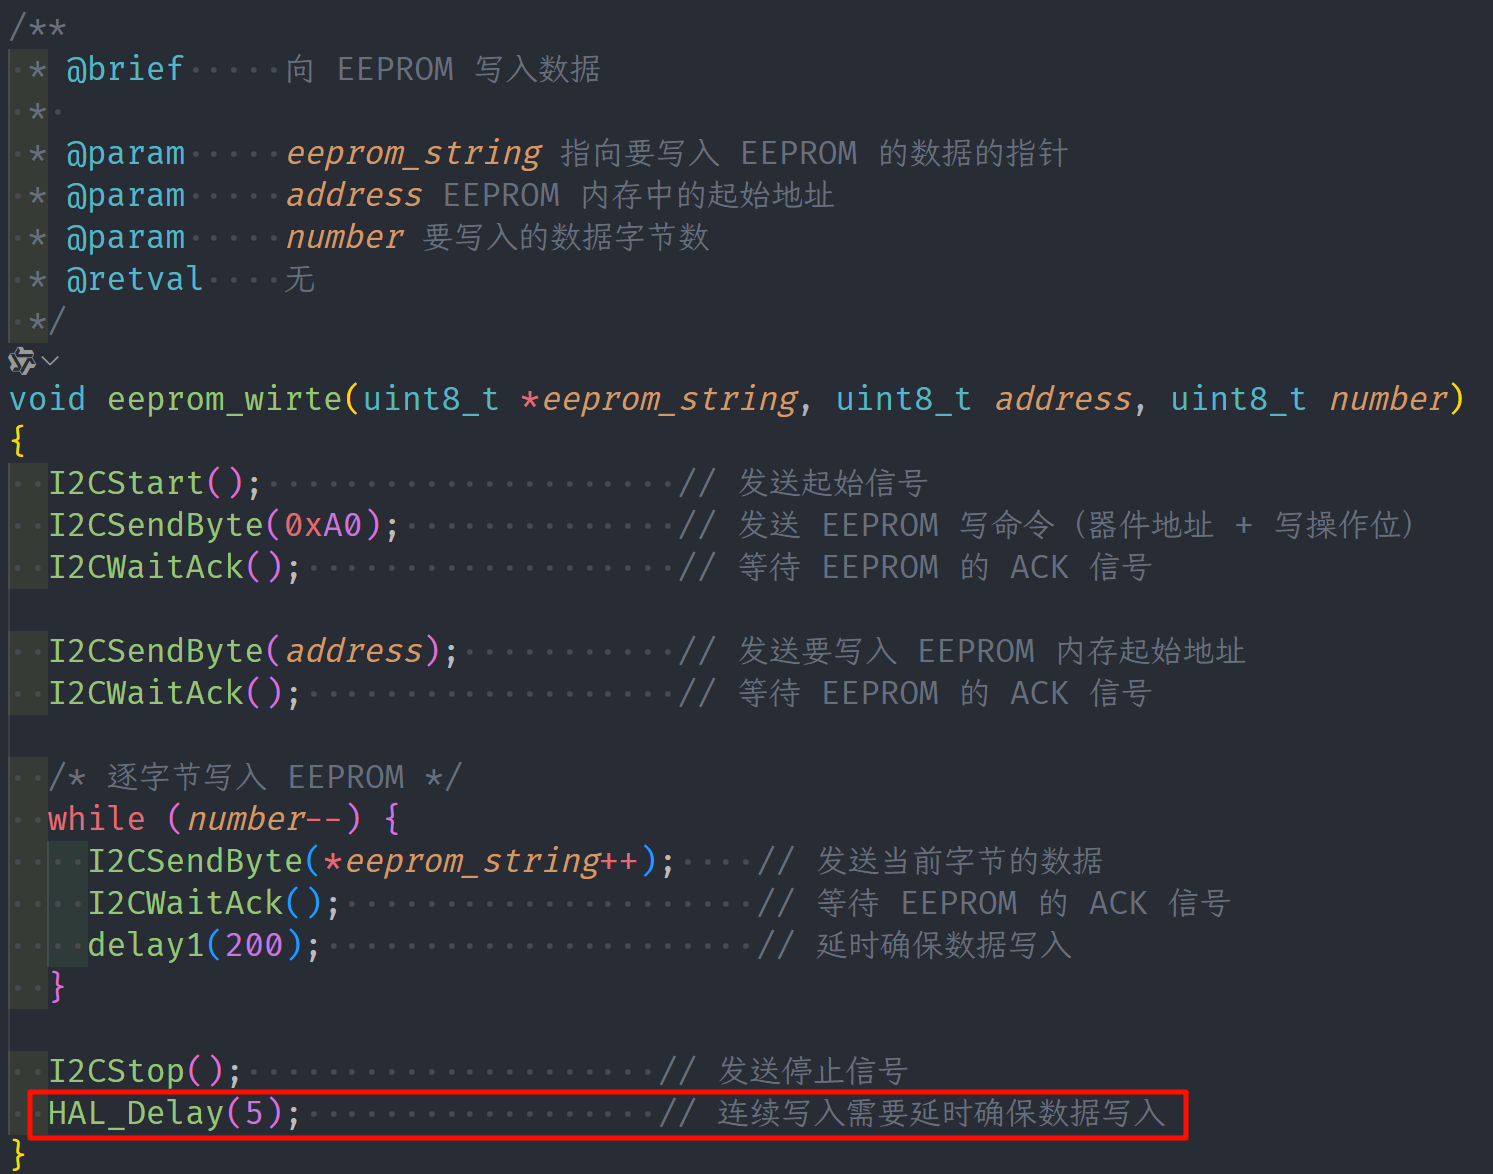 /**
* @brief 向 EEPROM 写入数据
*
* @param eeprom_string 指向要写入 EEPROM 的数据的指针
* @param address EEPROM 内存中的起始地址
* @param number 要写入的数据字节数
* @retval 无
*/
void eeprom_wirte(uint8_t *eeprom_string, uint8_t address, uint8_t number)
{
I2CStart(); // 发送起始信号
I2CSendByte(0xA0); // 发送 EEPROM 写命令（器件地址 + 写操作位）
I2CWaitAck(); // 等待 EEPROM 的 ACK 信号
I2CSendByte(address); // 发送要写入 EEPROM 内存起始地址
I2CWaitAck(); // 等待 EEPROM 的 ACK 信号
/* 逐字节写入 EEPROM */
while (number--) {
I2CSendByte(*eeprom_string++); // 发送当前字节的数据
I2CWaitAck(); // 等待 EEPROM 的 ACK 信号
delay1(200); // 延时确保数据写入
}
I2CStop(); // 发送停止信号
HAL_Delay(5); // 连续写入需要延时确保数据写入
}